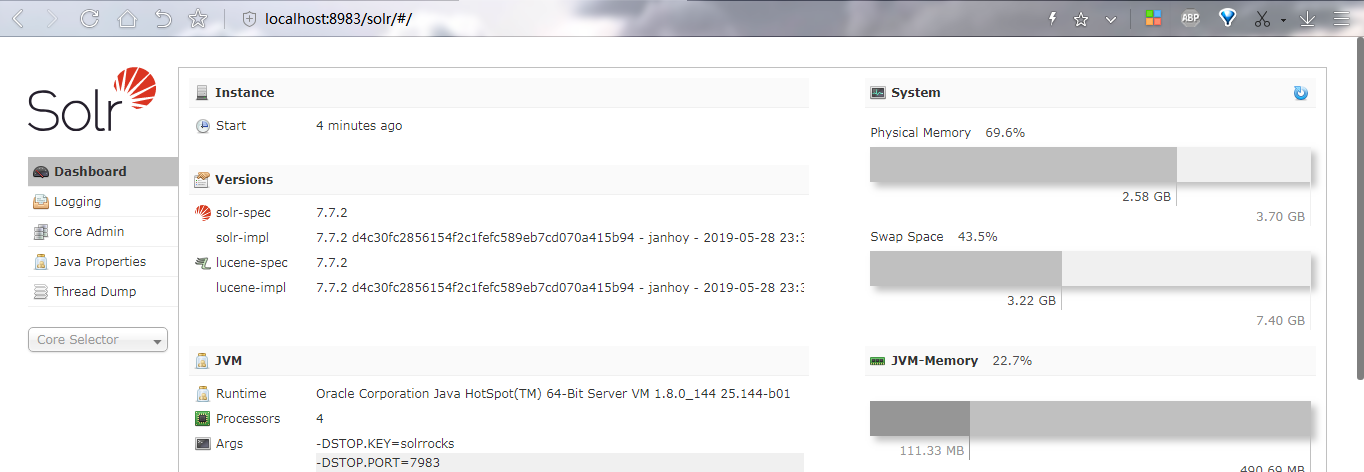 localhost:8983/solr/#/
ABP
Solr
Dashboard
Logging
Core Admin
Java Properties
Thread Dump
Core Selector
Instance
Start 4 minutes ago
Versions
solr-spec 7.7.2
solr-impl 7.7.2 d4c30fc2856154f2c1fefc589eb7cd070a415b94 - janhoy - 2019-05-28 23:3
lucene-spec 7.7.2
lucene-impl 7.7.2 d4c30fc2856154f2c1fefc589eb7cd070a415b94 - janhoy - 2019-05-28 23:3
JVM
Runtime Oracle Corporation Java HotSpot(TM) 64-Bit Server VM 1.8.0_144 25.144-b01
Processors 4
Args -DSTOP.KEY=solrrocks
-DSTOP.PORT=7983
System
Physical Memory 69.6%
2.58 GB
3.70 GB
Swap Space 43.5%
3.22 GB
7.40 GB
JVM-Memory 22.7%
111.33 MB
490.69 MB